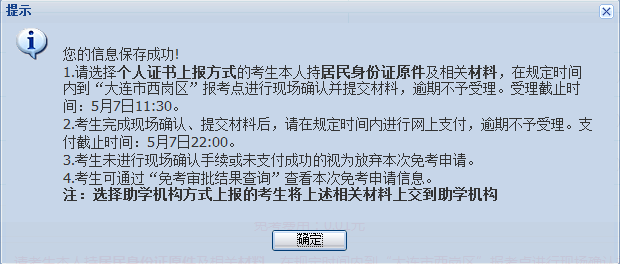 提示
您的信息保存成功!
1.请选择个人证书上报方式的考生本人持居民身份证原件及相关材料，在规定时间
内到“大连市西岗区”报考点进行现场确认并提交材料，逾期不予受理。受理截止时
间：5月7日11:30。
2.考生完成现场确认、提交材料后，请在规定时间内进行网上支付，逾期不予受理。支
付截止时间：5月7日22:00。
3.考生未进行现场确认手续或未支付成功的视为放弃本次免考申请。
4.考生可通过“免考审批结果查询”查看本次免考申请信息。
注：选择助学机构方式上报的考生将上述相关材料上交到助学机构
确定